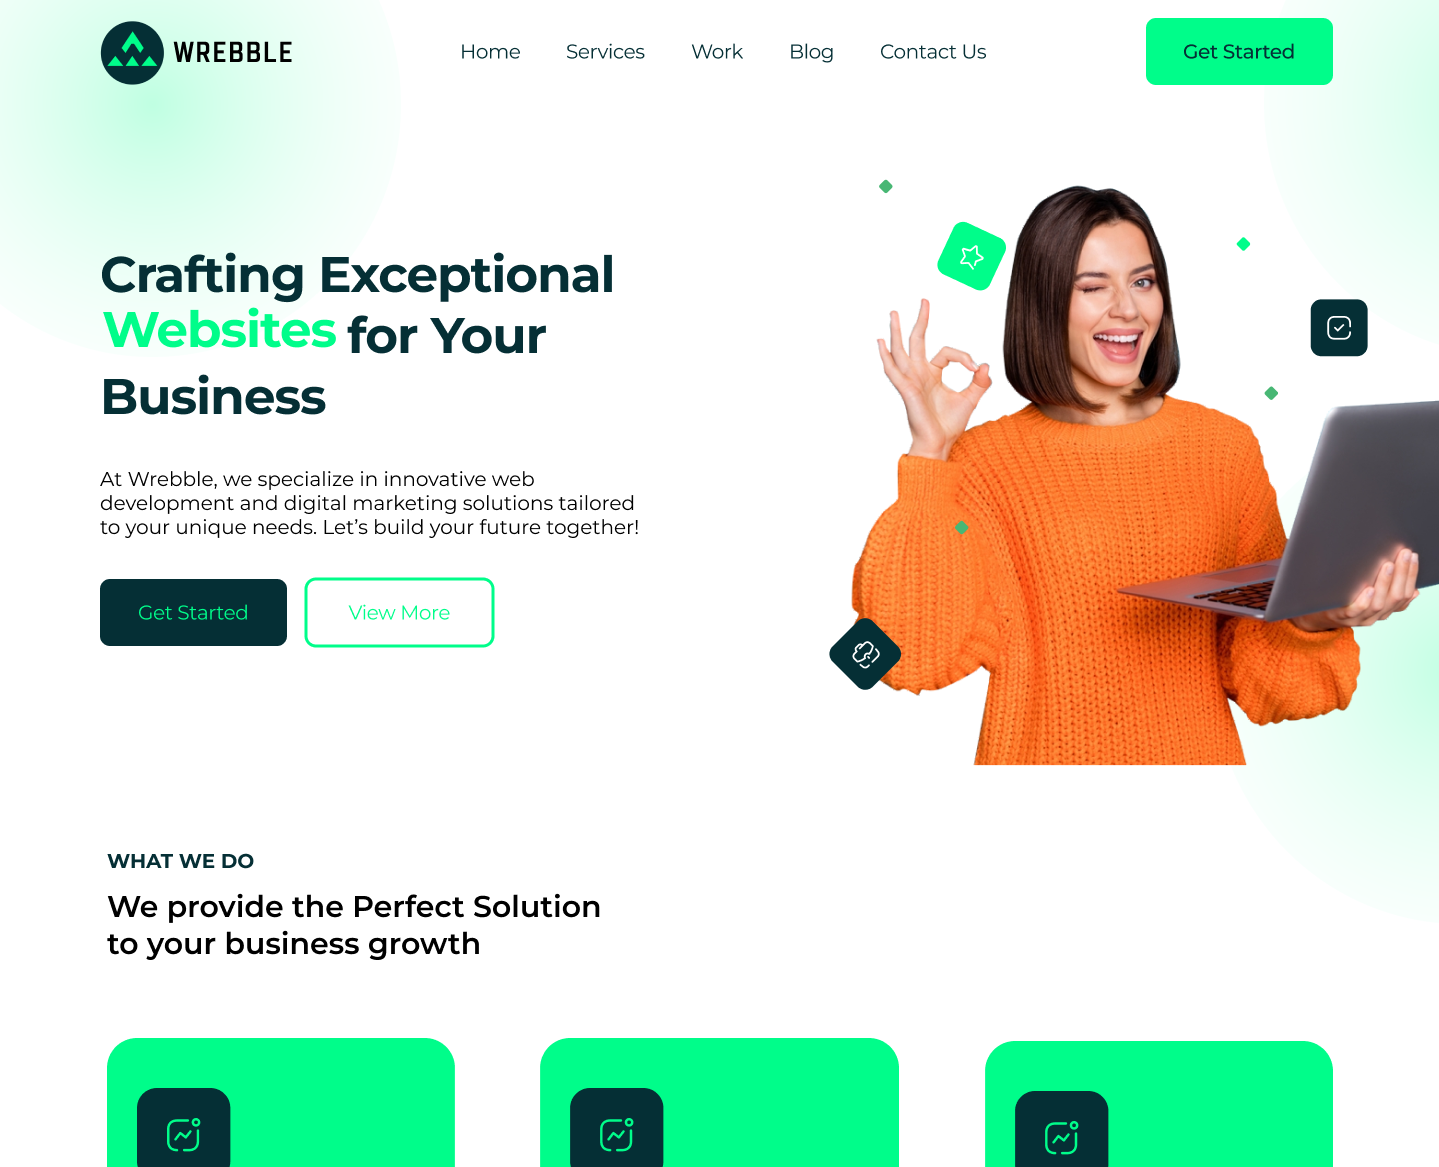 WREBBLE
Home Services Work Blog Contact Us
Get Started
Crafting Exceptional
Websites for Your
Business
At Wrebble, we specialize in innovative web
development and digital marketing solutions tailored
to your unique needs. Let’s build your future together!
Get Started
View More
WHAT WE DO
We provide the Perfect Solution
to your business growth